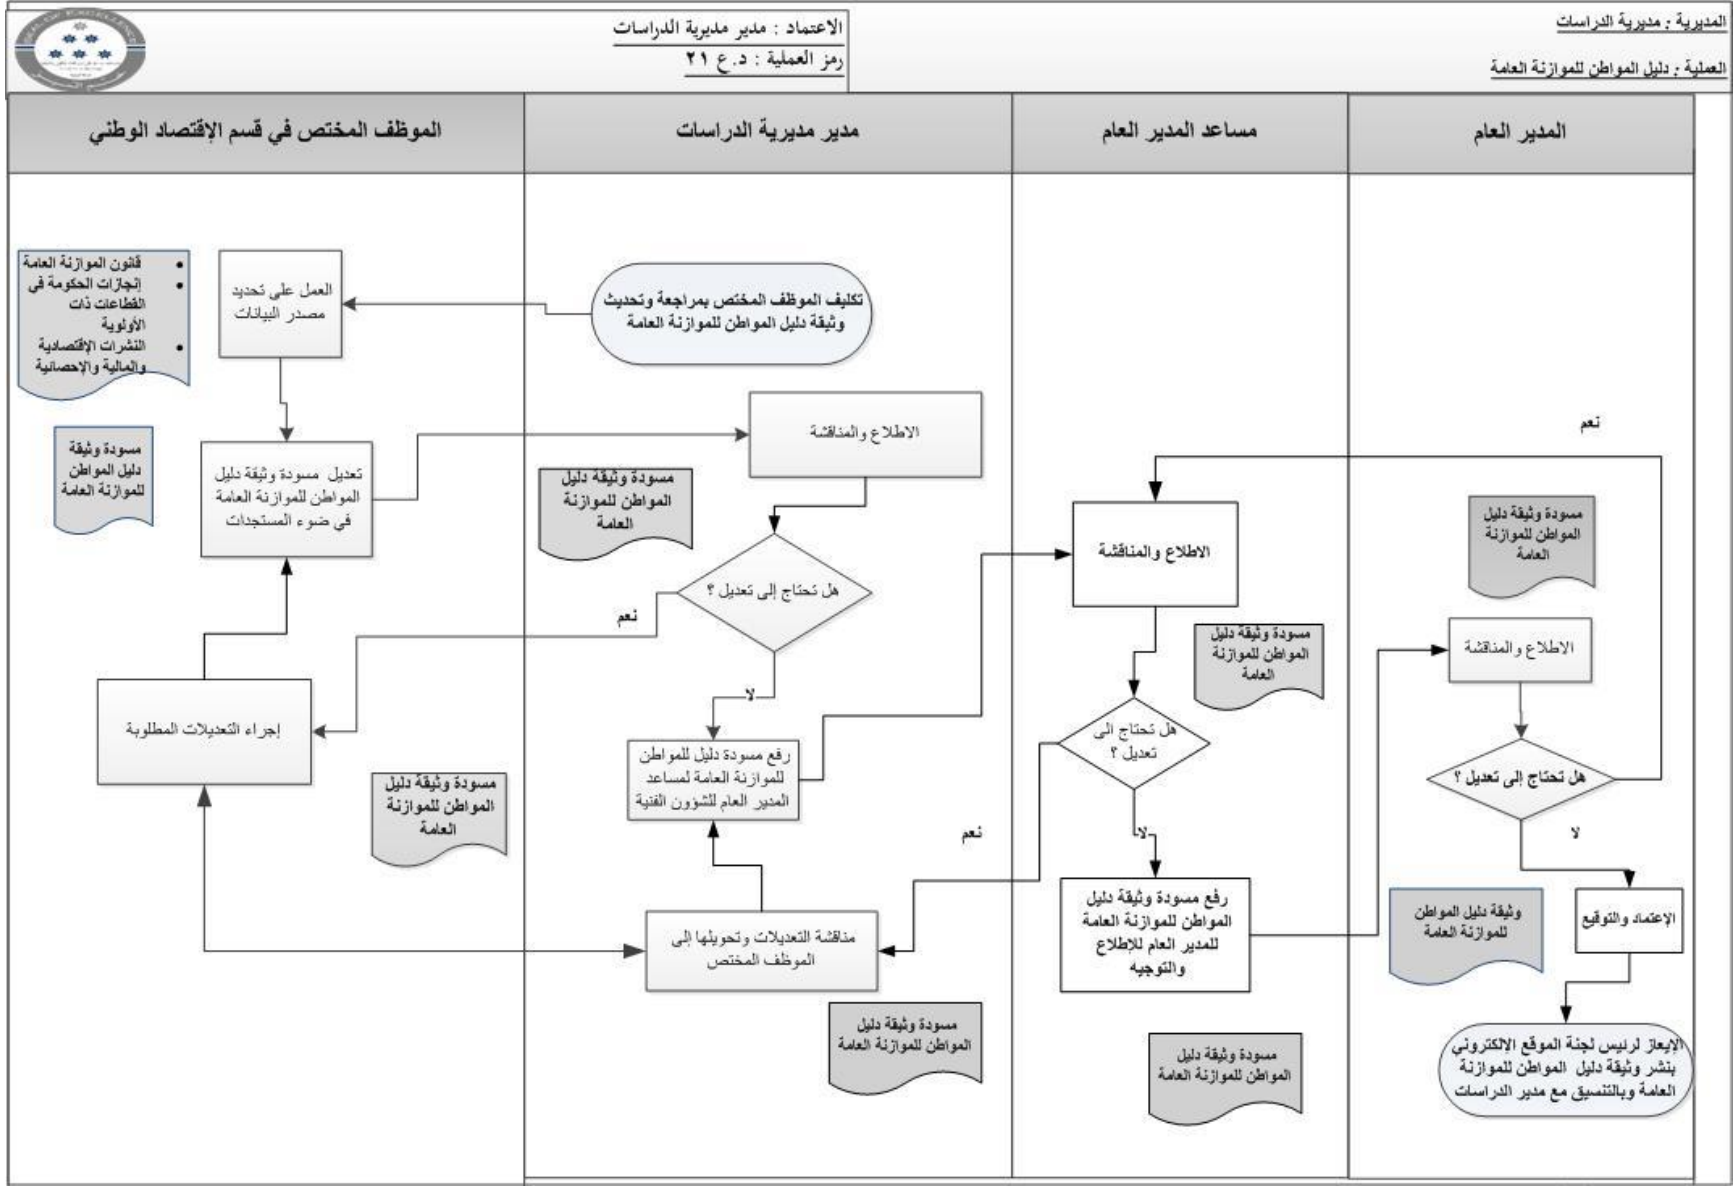 المديرية : مديرية الدراسات
العملية : دليل المواطن للموازنة العامة
الاعتماد : مدير مديرية الدراسات
رمز العملية : د.ع ٢١
المدير العام
مساعد المدير العام
مدير مديرية الدراسات
الموظف المختص في قسم الإقتصاد الوطني
تكليف الموظف المختص بمراجعة وتحديث
وثيقة دليل المواطن للموازنة العامة
العمل على تحديد
مصدر البيانات
• قانون الموازنة العامة
• إنجازات الحكومة في
القطاعات ذات
الأولوية
• النشرات الإقتصادية
والمالية والإحصائية
تعديل مسودة وثيقة دليل
المواطن للموازنة العامة
في ضوء المستجدات
مسودة وثيقة
دليل المواطن
للموازنة العامة
الاطلاع والمناقشة
مسودة وثيقة دليل
المواطن للموازنة
العامة
هل تحتاج إلى تعديل ؟
نعم
لا
إجراء التعديلات المطلوبة
مسودة وثيقة دليل
المواطن للموازنة
العامة
رفع مسودة دليل للمواطن
للموازنة العامة لمساعد
المدير العام للشؤون الفنية
مناقشة التعديلات وتحويلها إلى
الموظف المختص
مسودة وثيقة دليل
المواطن للموازنة العامة
الاطلاع والمناقشة
مسودة وثيقة دليل
المواطن للموازنة
العامة
هل تحتاج الى
تعديل ؟
نعم
لا
رفع مسودة وثيقة دليل
المواطن للموازنة العامة
للمدير العام للإطلاع
والتوجيه
مسودة وثيقة دليل
المواطن للموازنة العامة
نعم
مسودة وثيقة دليل
المواطن للموازنة
العامة
الاطلاع والمناقشة
هل تحتاج إلى تعديل ؟
لا
الإعتماد والتوقيع
وثيقة دليل المواطن
للموازنة العامة
الإيعاز لرئيس لجنة الموقع الإلكتروني
بنشر وثيقة دليل المواطن للموازنة
العامة وبالتنسيق مع مدير الدراسات